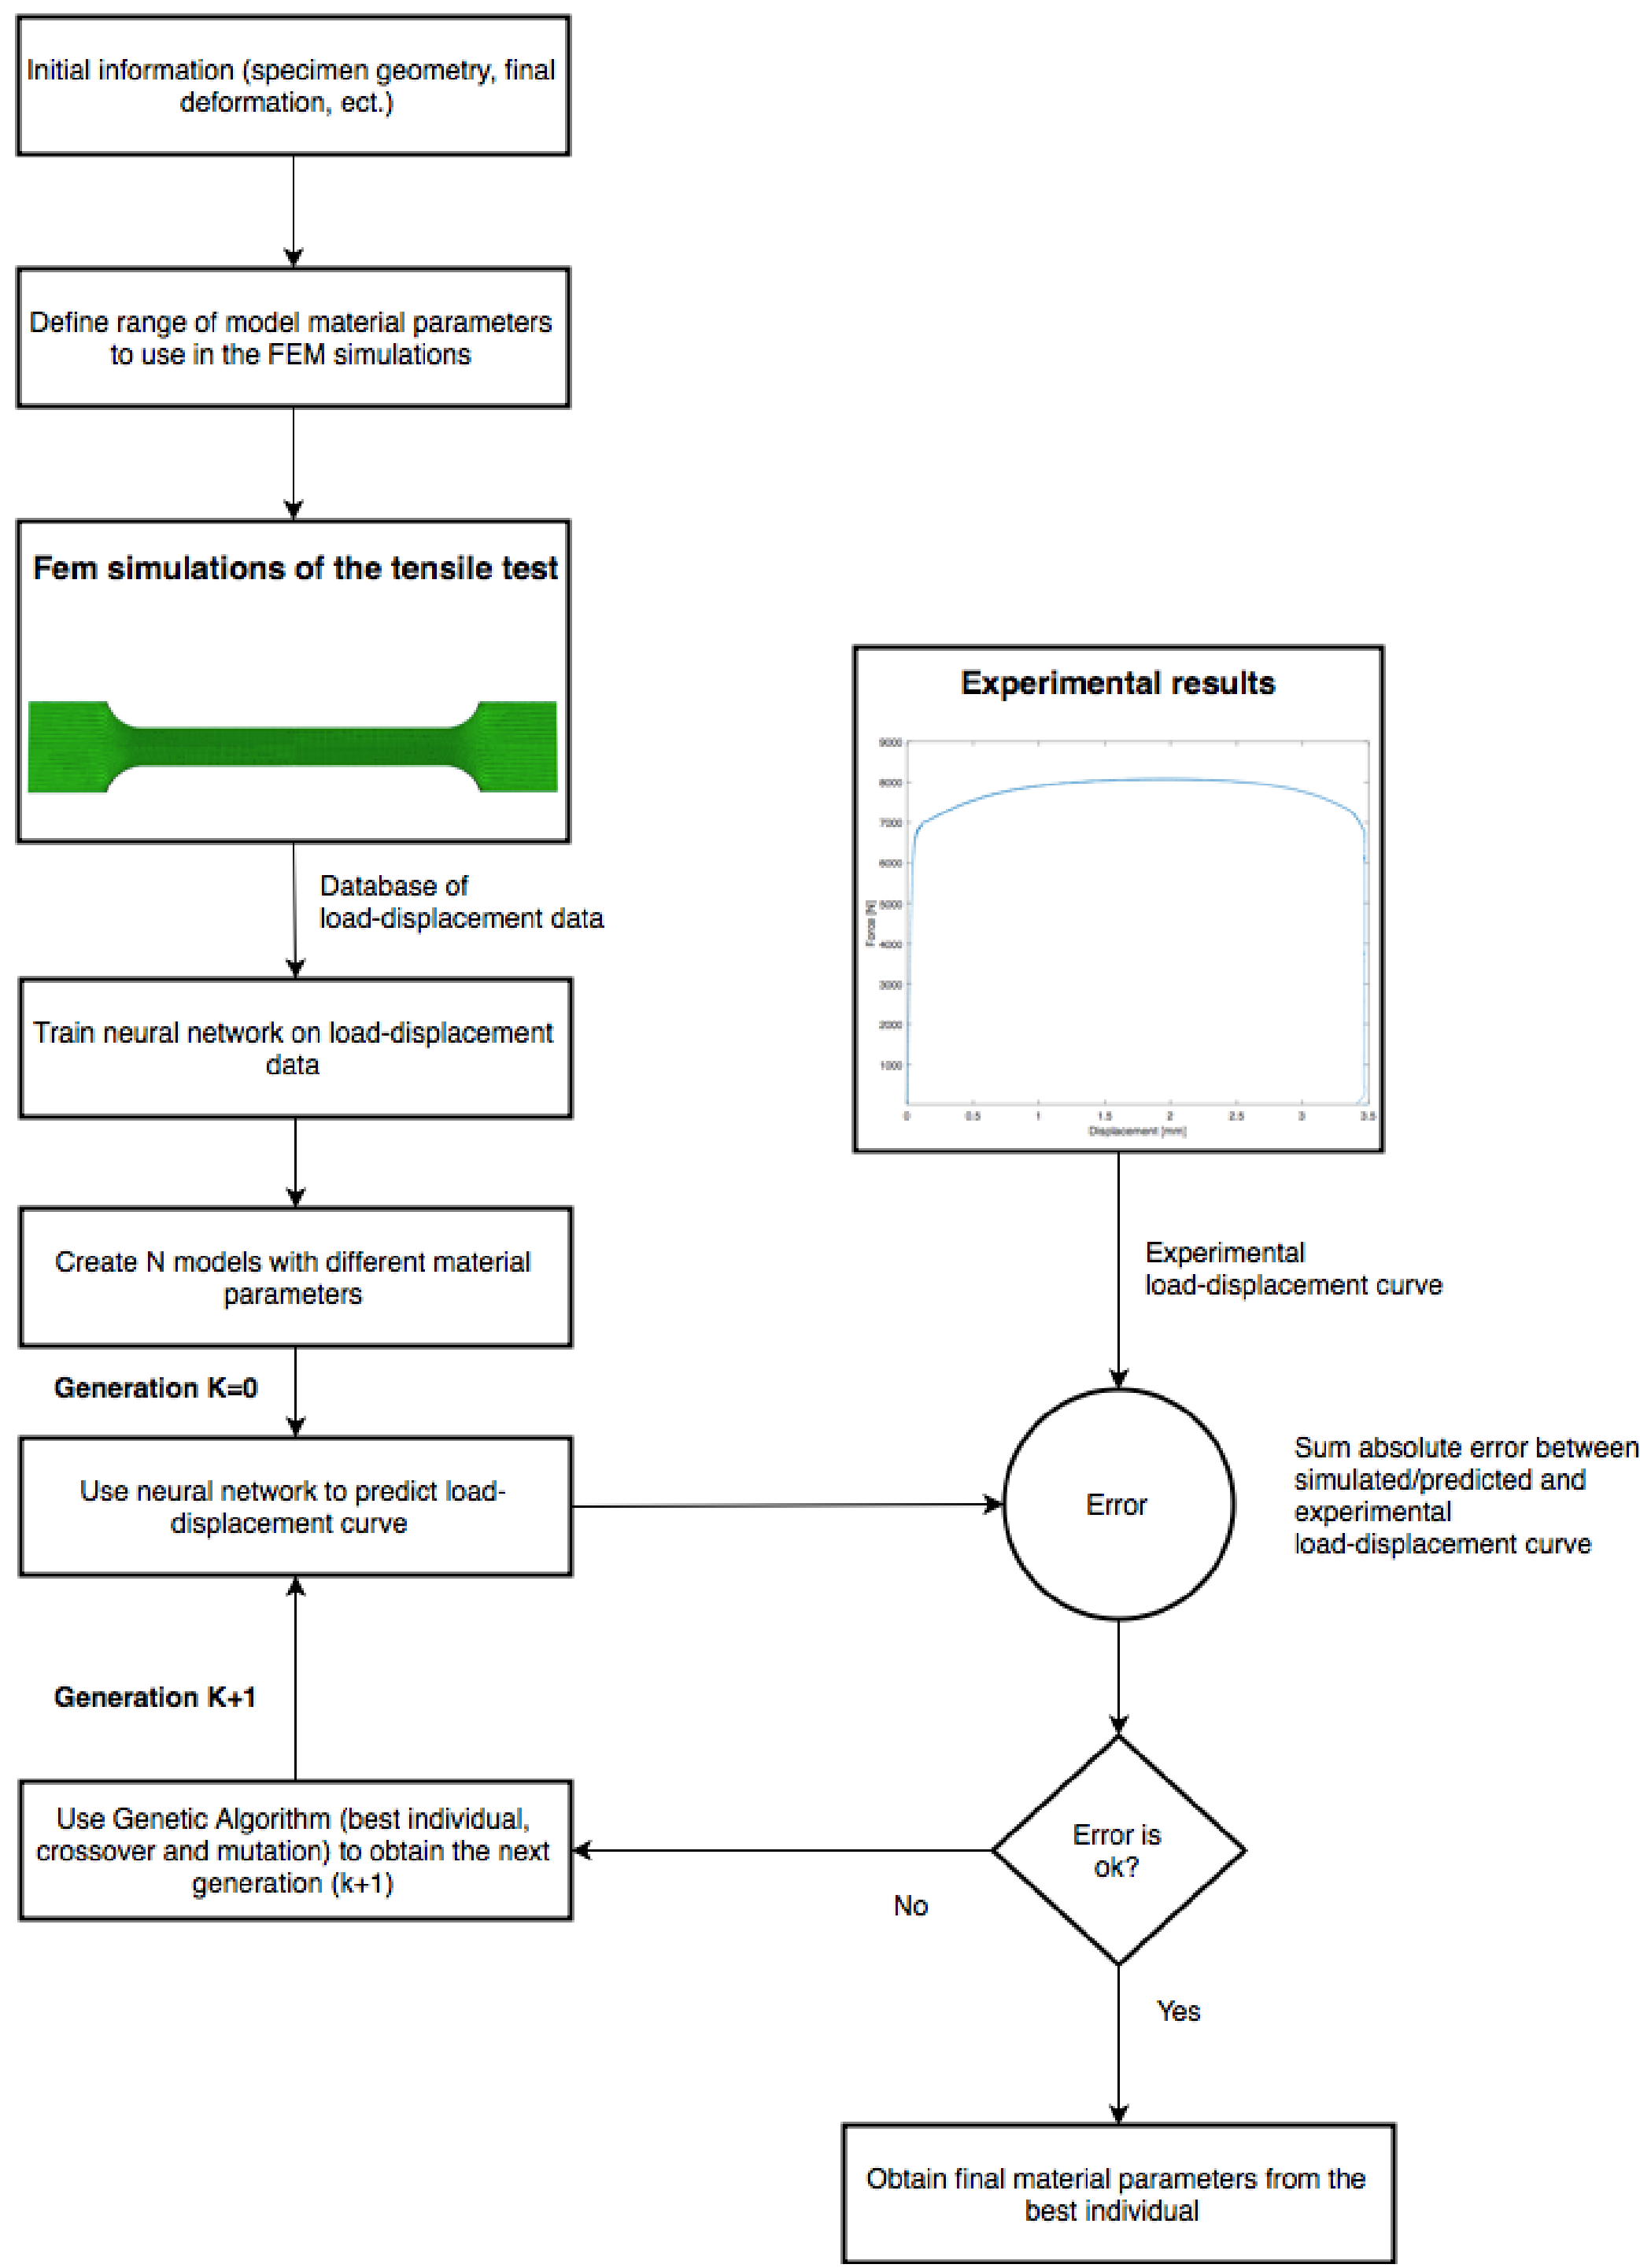 Initial information (specimen geometry, final
deformation, ect.)
Define range of model material parameters
to use in the FEM simulations
Fem simulations of the tensile test
Database of
load-displacement data
Train neural network on load-displacement
data
Create N models with different material
parameters
Generation K=0
Use neural network to predict load-
displacement curve
Generation K+1
Use Genetic Algorithm (best individual,
crossover and mutation) to obtain the next
generation (k+1)
Experimental results
9000
8000
7000
6000
5000
4000
3000
2000
1000
Force [N]
0 0.5 1 1.5 2 2.5 3 3.5
Displacement [mm]
Experimental
load-displacement curve
Error
Sum absolute error between
simulated/predicted and
experimental
load-displacement curve
Error is
ok?
No
Yes
Obtain final material parameters from the
best individual